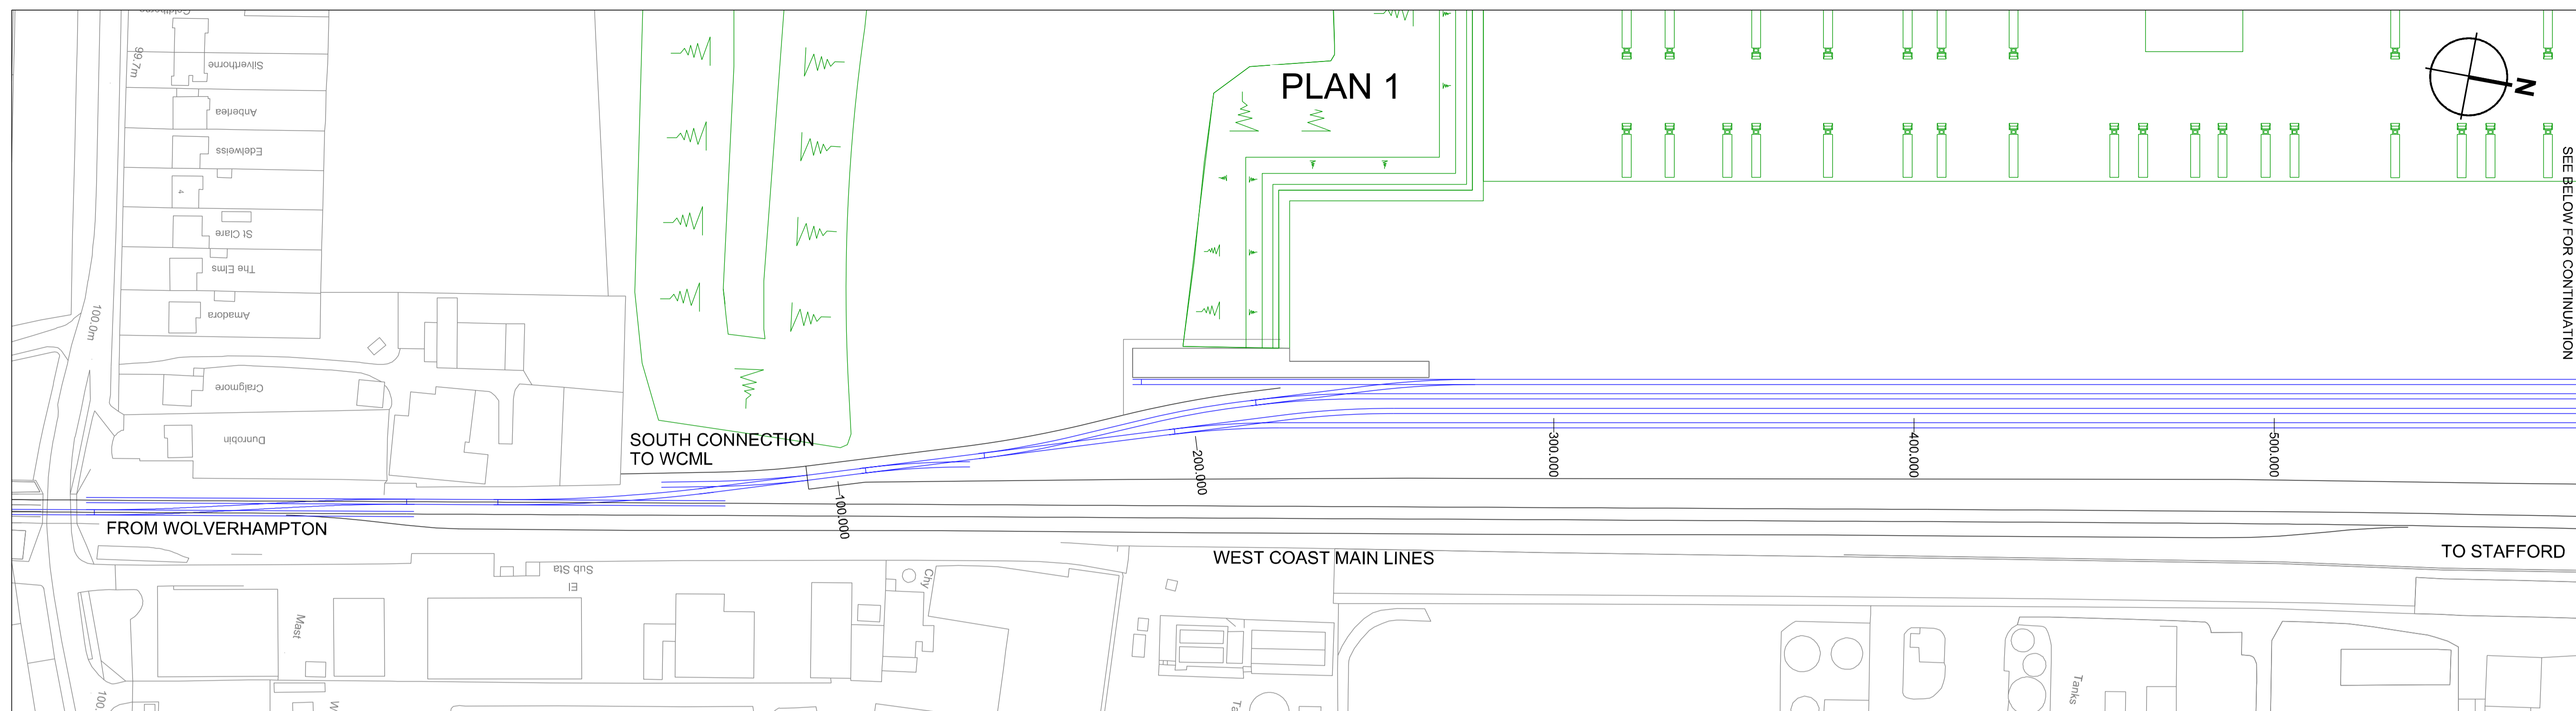 Silverthorne
99.7m
PLAN 1
N
Anberlea
Edelweiss
4
St Clare
The Elms
Amadora
100.0m
Craigmore
Dunrobin
SEE BELOW FOR CONTINUATION
SOUTH CONNECTION
TO WCML
100.000
200.000
300.000
400.000
500.000
FROM WOLVERHAMPTON
WEST COAST MAIN LINES
TO STAFFORD
El
Sub Sta
Chy
Mast
Tanks